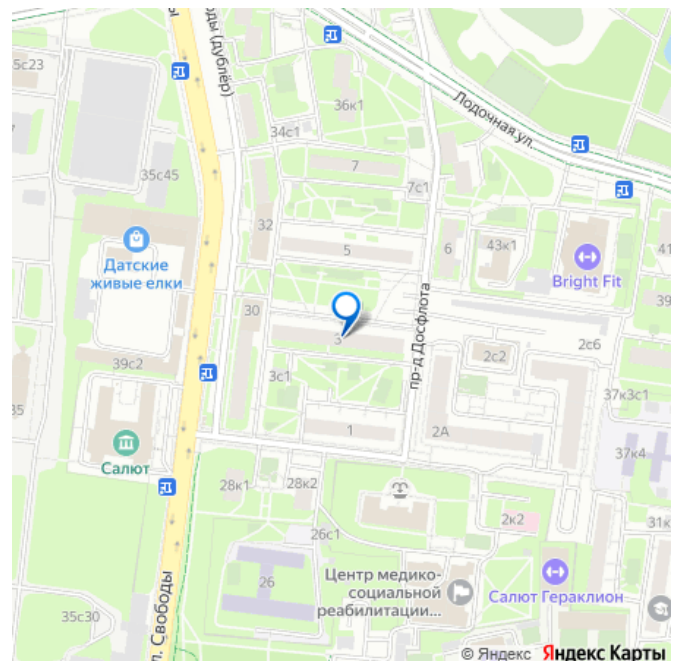 35с23
оды (дублёр)
36к1
Лодочная ул.
34с1
7
35с45
7с1
32
5
6
43к1
41
Датские
живые елки
Bright Fit
39
30
3
пр-д Досфлота
2с6
39с2
2с2
3с1
37к3с1
35
1
2А
Салют
37к4
28к1
28к2
2к2
31к
26с1
26
Центр медико-
социальной
реабилитации...
Салют Гераклион
35с30
л. Свободы
© Яндекс Яндекс Карты